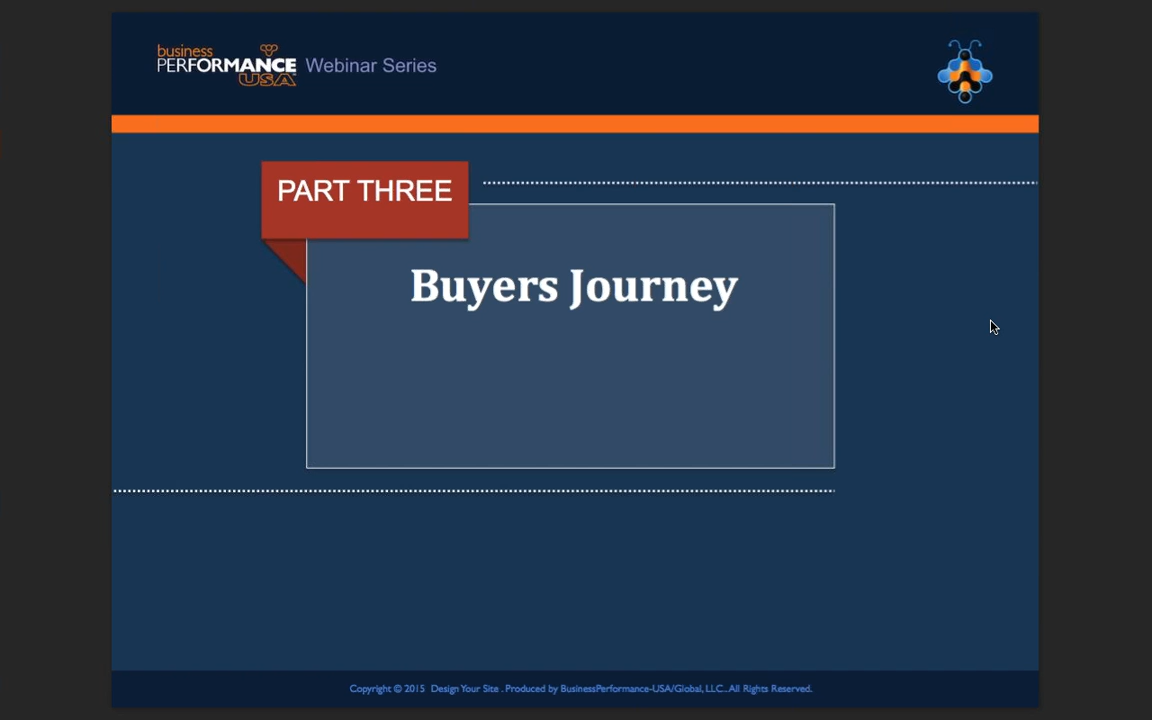 business
PERFORMANCE
USA
Webinar Series
PART THREE
Buyers Journey
Copyright © 2015 Design Your Site . Produced by BusinessPerformance-USA/Global, LLC. . All Rights Reserved.